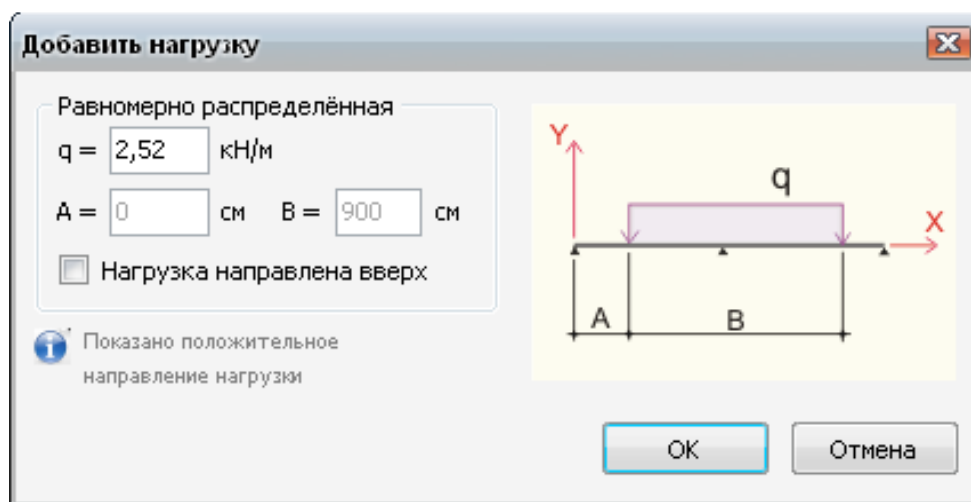 Добавить нагрузку
Равномерно распределённая
q = 2,52 кН/м
A = 0 см B = 900 см
Нагрузка направлена вверх
Показано положительное
направление нагрузки
Y
q
X
A B
OK Отмена